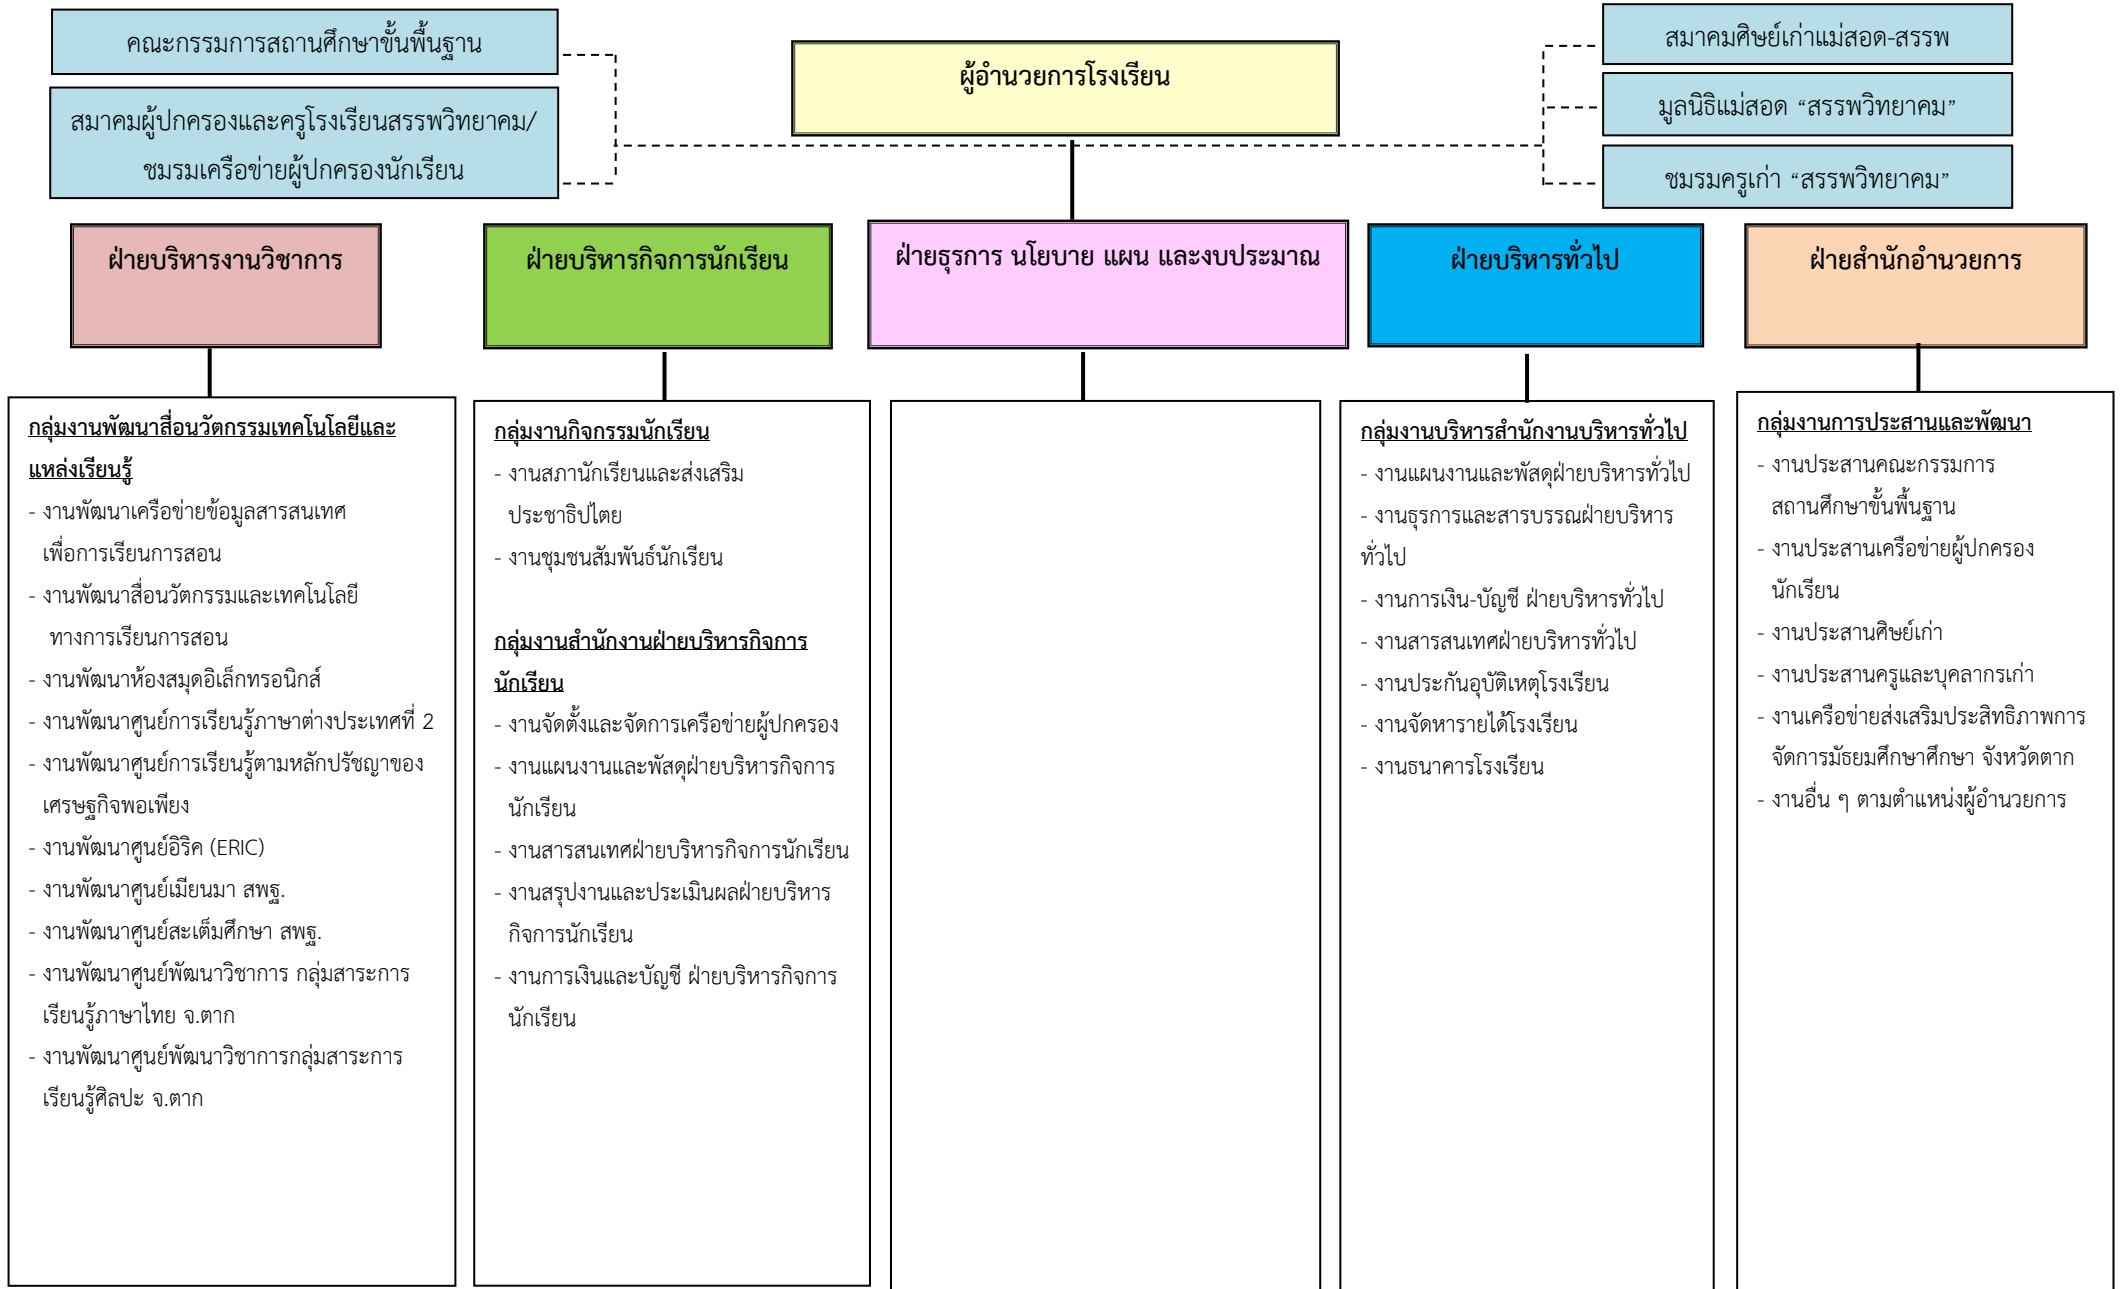 คณะกรรมการสถานศึกษาขั้นพื้นฐาน
สมาคมผู้ปกครองและครูโรงเรียนสรรพวิทยาคม/
ชมรมเครือข่ายผู้ปกครองนักเรียน
ผู้อำนวยการโรงเรียน
สมาคมศิษย์เก่าแม่สอด-สรรพ
มูลนิธิแม่สอด “สรรพวิทยาคม”
ชมรมครูเก่า “สรรพวิทยาคม”
ฝ่ายบริหารงานวิชาการ
ฝ่ายบริหารกิจการนักเรียน
ฝ่ายธุรการ นโยบาย แผน และงบประมาณ
ฝ่ายบริหารทั่วไป
ฝ่ายสำนักอำนวยการ
กลุ่มงานพัฒนาสื่อนวัตกรรมเทคโนโลยีและ
แหล่งเรียนรู้
- งานพัฒนาเครือข่ายข้อมูลสารสนเทศ
เพื่อการเรียนการสอน
- งานพัฒนาสื่อนวัตกรรมและเทคโนโลยี
ทางการเรียนการสอน
- งานพัฒนาห้องสมุดอิเล็กทรอนิกส์
- งานพัฒนาศูนย์การเรียนรู้ภาษาต่างประเทศที่ 2
- งานพัฒนาศูนย์การเรียนรู้ตามหลักปรัชญาของ
เศรษฐกิจพอเพียง
- งานพัฒนาศูนย์อิริค (ERIC)
- งานพัฒนาศูนย์เมียนมา สพฐ.
- งานพัฒนาศูนย์สะเต็มศึกษา สพฐ.
- งานพัฒนาศูนย์พัฒนาวิชาการ กลุ่มสาระการ
เรียนรู้ภาษาไทย จ.ตาก
- งานพัฒนาศูนย์พัฒนาวิชาการกลุ่มสาระการ
เรียนรู้ศิลปะ จ.ตาก
กลุ่มงานกิจกรรมนักเรียน
- งานสภานักเรียนและส่งเสริม
ประชาธิปไตย
- งานชุมชนสัมพันธ์นักเรียน
กลุ่มงานสำนักงานฝ่ายบริหารกิจการ
นักเรียน
- งานจัดตั้งและจัดการเครือข่ายผู้ปกครอง
- งานแผนงานและพัสดุฝ่ายบริหารกิจการ
นักเรียน
- งานสารสนเทศฝ่ายบริหารกิจการนักเรียน
- งานสรุปงานและประเมินผลฝ่ายบริหาร
กิจการนักเรียน
- งานการเงินและบัญชี ฝ่ายบริหารกิจการ
นักเรียน
กลุ่มงานบริหารสำนักงานบริหารทั่วไป
- งานแผนงานและพัสดุฝ่ายบริหารทั่วไป
- งานธุรการและสารบรรณฝ่ายบริหาร
ทั่วไป
- งานการเงิน-บัญชี ฝ่ายบริหารทั่วไป
- งานสารสนเทศฝ่ายบริหารทั่วไป
- งานประกันอุบัติเหตุโรงเรียน
- งานจัดหารายได้โรงเรียน
- งานธนาคารโรงเรียน
กลุ่มงานการประสานและพัฒนา
- งานประสานคณะกรรมการ
สถานศึกษาขั้นพื้นฐาน
- งานประสานเครือข่ายผู้ปกครอง
นักเรียน
- งานประสานศิษย์เก่า
- งานประสานครูและบุคลากรเก่า
- งานเครือข่ายส่งเสริมประสิทธิภาพการ
จัดการมัธยมศึกษาศึกษา จังหวัดตาก
- งานอื่น ๆ ตามตำแหน่งผู้อำนวยการ